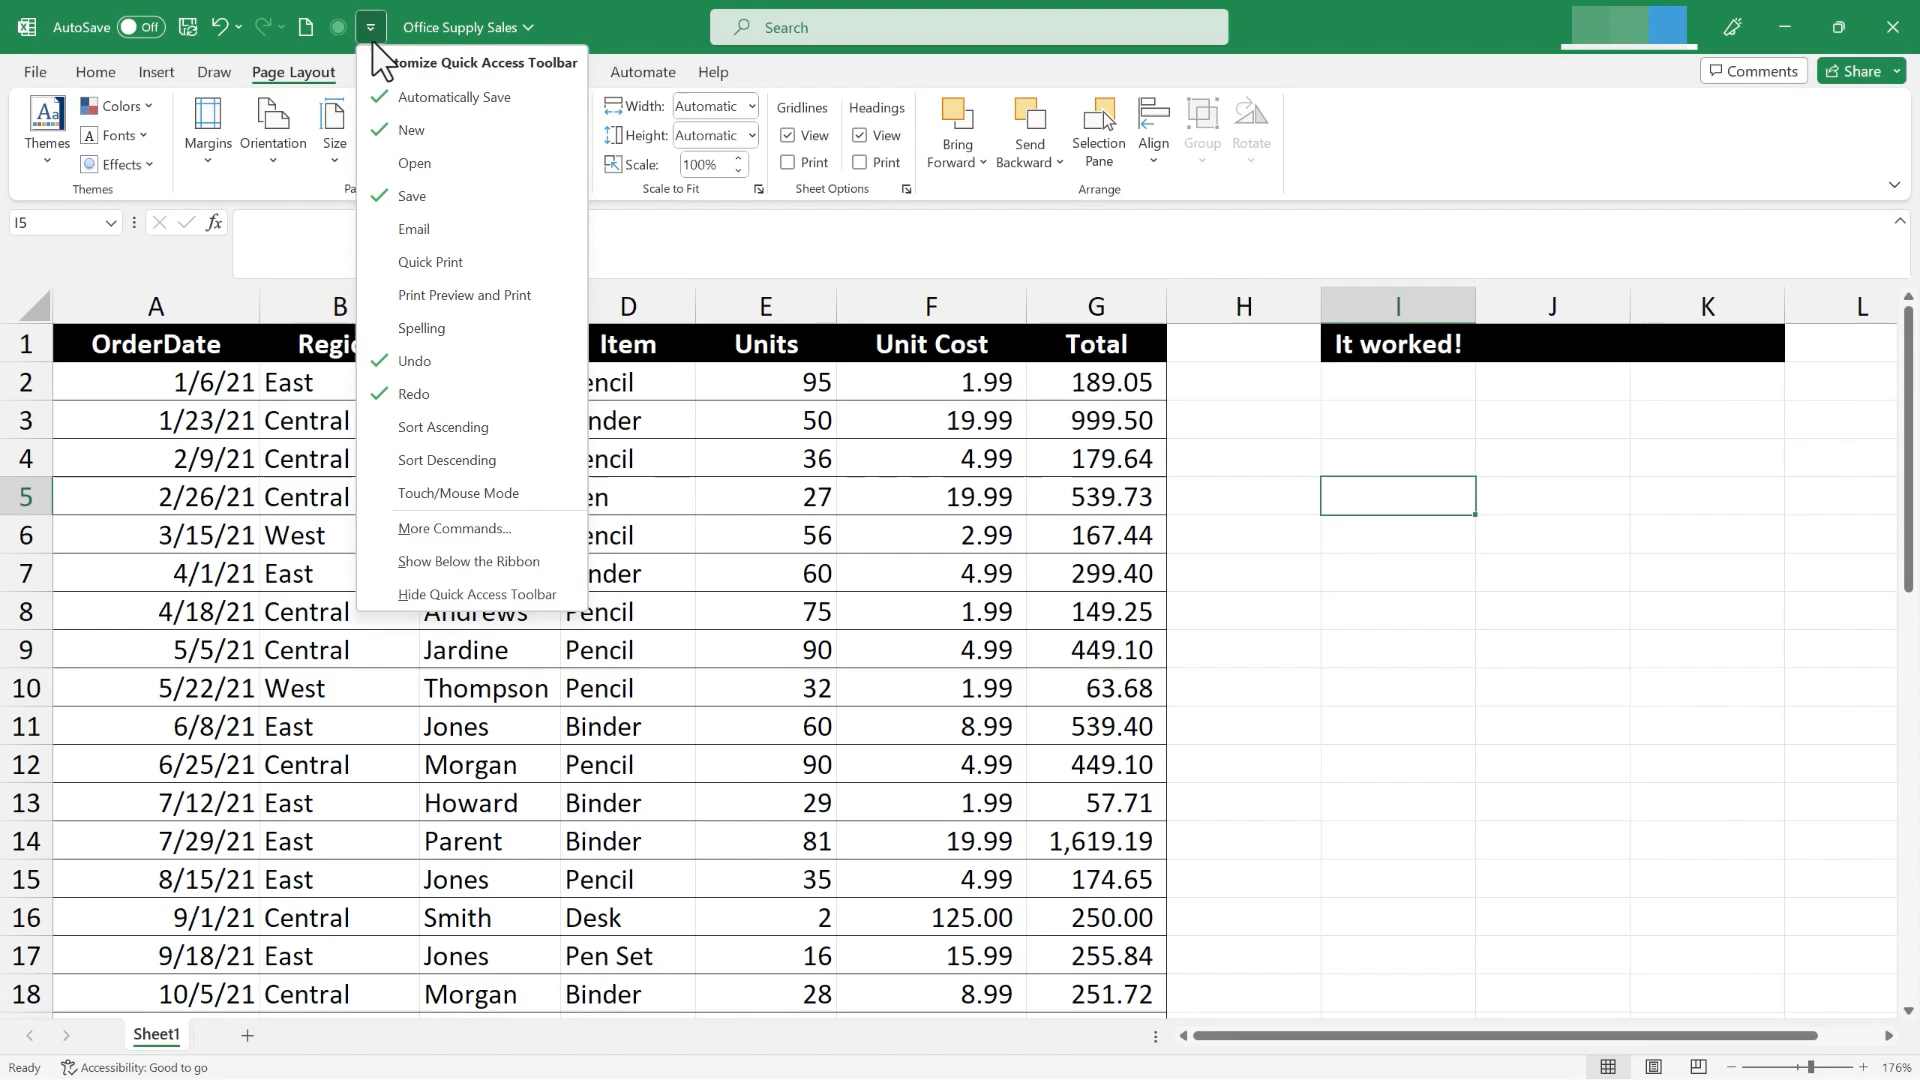 AutoSave Off Office Supply Sales Search
File Home Insert Draw Page Layout Automate Help Comments Share
Themes
Colors
Fonts
Effects
Themes
Margins
Orientation
Size
Width: Automatic
Height: Automatic
Scale: 100%
Scale to Fit
Gridlines
View
Print
Headings
View
Print
Sheet Options
Bring Forward
Send Backward
Selection Pane
Align
Group
Rotate
Arrange
Quick Access Toolbar
Automatically Save
New
Open
Save
Email
Quick Print
Print Preview and Print
Spelling
Undo
Redo
Sort Ascending
Sort Descending
Touch/Mouse Mode
More Commands...
Show Below the Ribbon
Hide Quick Access Toolbar
I5 fx
A B D E F G H I J K L
1 OrderDate Item Units Unit Cost Total It worked!
2 1/6/21 East 95 1.99 189.05
3 1/23/21 Central 50 19.99 999.50
4 2/9/21 Central 36 4.99 179.64
5 2/26/21 Central 27 19.99 539.73
6 3/15/21 West 56 2.99 167.44
7 4/1/21 East 60 4.99 299.40
8 4/18/21 Central Andrews Pencil 75 1.99 149.25
9 5/5/21 Central Jardine Pencil 90 4.99 449.10
10 5/22/21 West Thompson Pencil 32 1.99 63.68
11 6/8/21 East Jones Binder 60 8.99 539.40
12 6/25/21 Central Morgan Pencil 90 4.99 449.10
13 7/12/21 East Howard Binder 29 1.99 57.71
14 7/29/21 East Parent Binder 81 19.99 1,619.19
15 8/15/21 East Jones Pencil 35 4.99 174.65
16 9/1/21 Central Smith Desk 2 125.00 250.00
17 9/18/21 East Jones Pen Set 16 15.99 255.84
18 10/5/21 Central Morgan Binder 28 8.99 251.72
Sheet1
Ready Accessibility: Good to go 176%